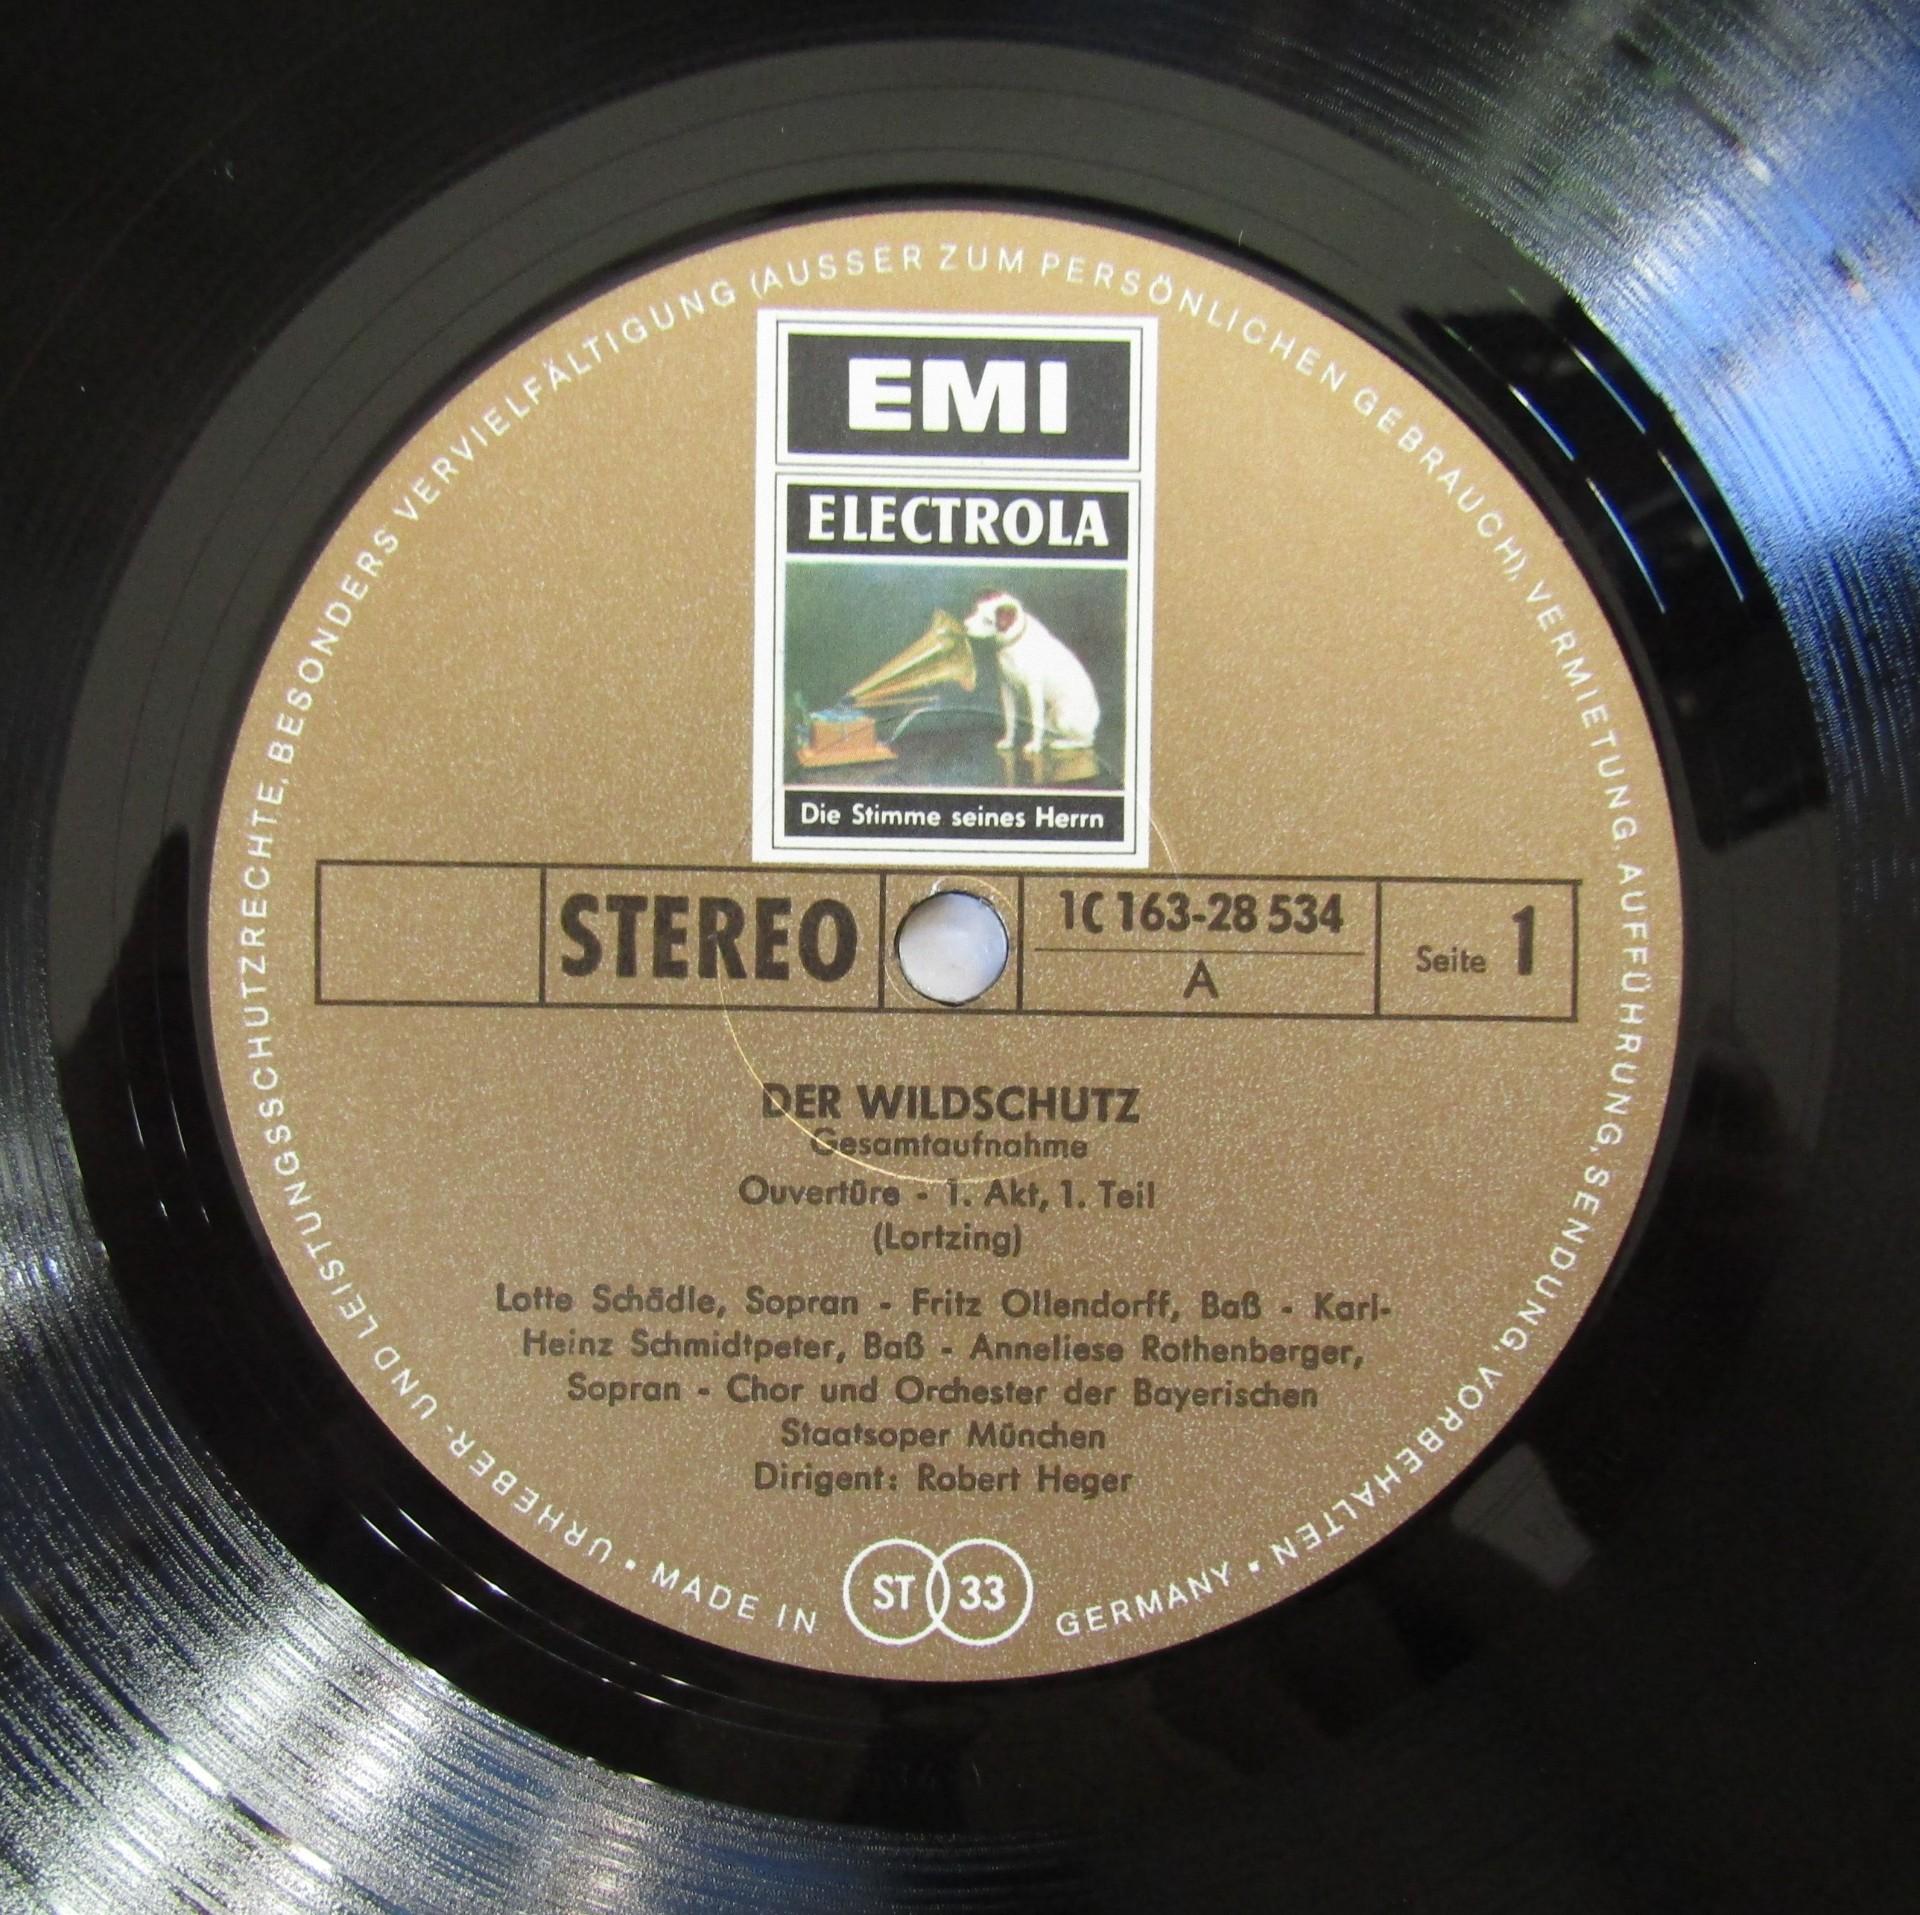 EMI
ELECTROLA
Die Stimme seines Herrn
STEREO
1C 163-28 534
A
Seite 1
DER WILDSCHUTZ
Gesamtaufnahme
Ouvertüre - 1. Akt, 1. Teil
(Lortzing)
Lotte Schädle, Sopran - Fritz Ollendorff, Baß - Karl-
Heinz Schmidtpeter, Baß - Anneliese Rothenberger,
Sopran - Chor und Orchester der Bayerischen
Staatsoper München
Dirigent: Robert Heger
URHEBER- UND LEISTUNGSSCHUTZRECHTE, BESONDERS VERVIELFÄLTIGUNG (AUSSER ZUM PERSÖNLICHEN GEBRAUCH), VERMIETUNG, AUFFÜHRUNG, SENDUNG, VORBEHALTEN •
MADE IN
ST 33
GERMANY •